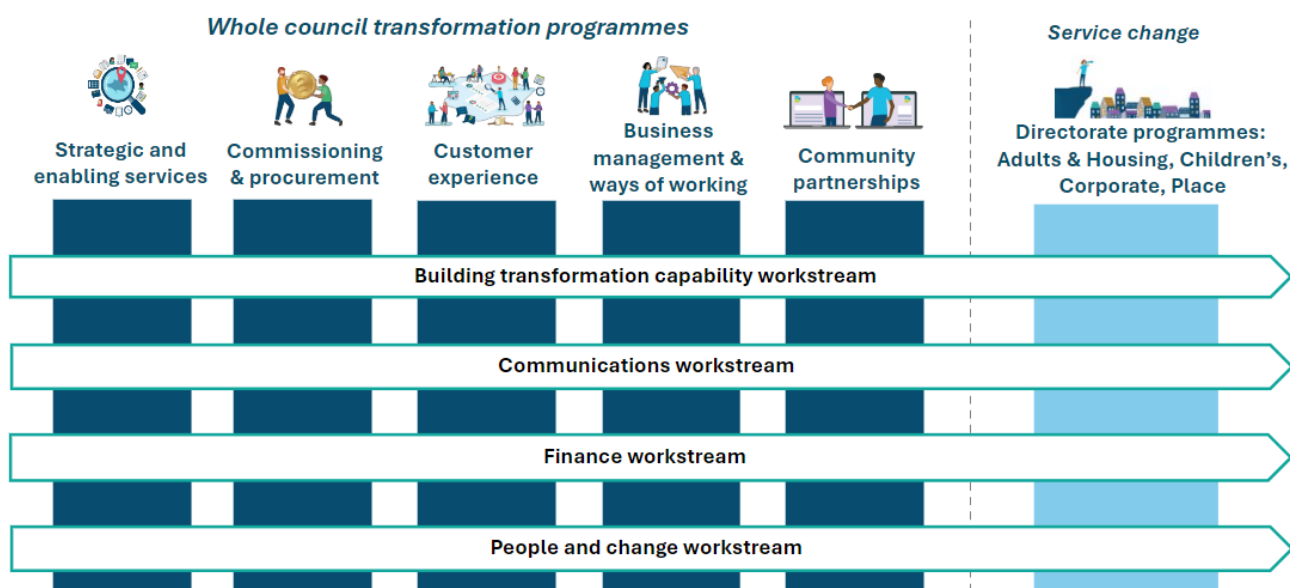 Whole council transformation programmes
Service change
Strategic and
enabling services
Commissioning
& procurement
Customer
experience
Business
management &
ways of working
Community
partnerships
Directorate programmes:
Adults & Housing, Children’s,
Corporate, Place
Building transformation capability workstream
Communications workstream
Finance workstream
People and change workstream